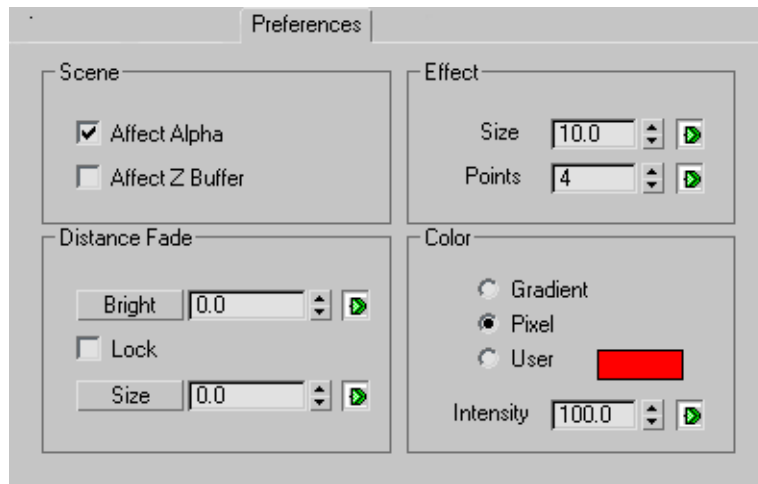 Preferences
Scene
Affect Alpha
Affect Z Buffer
Effect
Size 10.0
Points 4
Distance Fade
Bright 0.0
Lock
Size 0.0
Color
Gradient
Pixel
User
Intensity 100.0